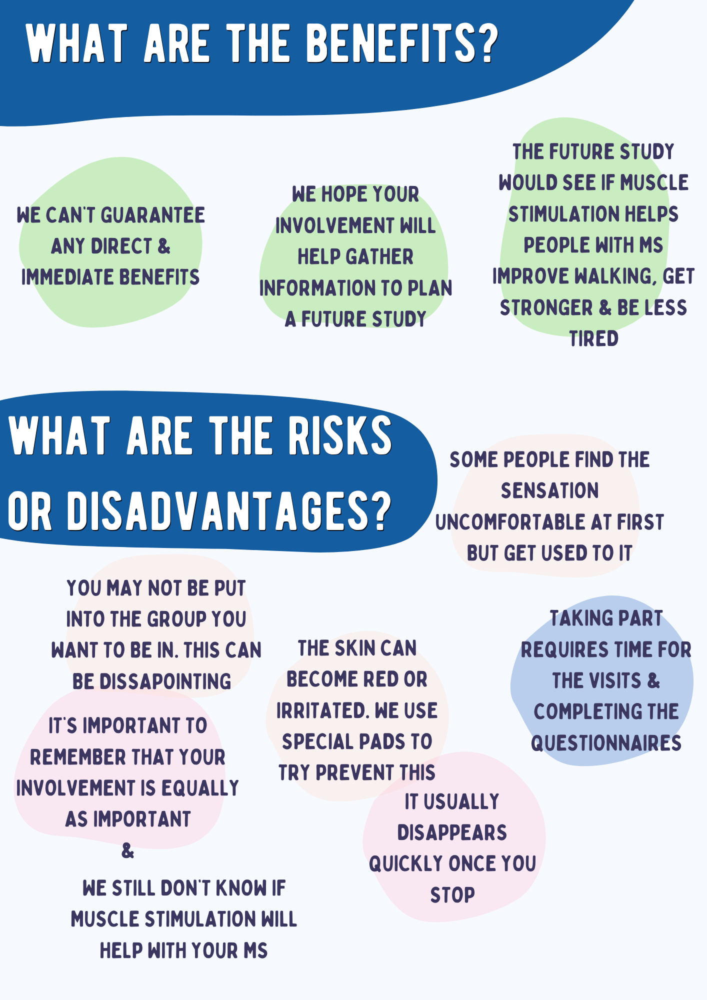 WHAT ARE THE BENEFITS?
WE CAN'T GUARANTEE
ANY DIRECT &
IMMEDIATE BENEFITS
WE HOPE YOUR
INVOLVEMENT WILL
HELP GATHER
INFORMATION TO PLAN
A FUTURE STUDY
THE FUTURE STUDY
WOULD SEE IF MUSCLE
STIMULATION HELPS
PEOPLE WITH MS
IMPROVE WALKING, GET
STRONGER & BE LESS
TIRED
WHAT ARE THE RISKS
OR DISADVANTAGES?
SOME PEOPLE FIND THE
SENSATION
UNCOMFORTABLE AT FIRST
BUT GET USED TO IT
YOU MAY NOT BE PUT
INTO THE GROUP YOU
WANT TO BE IN. THIS CAN
BE DISSAPOINTING
IT'S IMPORTANT TO
REMEMBER THAT YOUR
INVOLVEMENT IS EQUALLY
AS IMPORTANT
&
WE STILL DON'T KNOW IF
MUSCLE STIMULATION WILL
HELP WITH YOUR MS
THE SKIN CAN
BECOME RED OR
IRRITATED. WE USE
SPECIAL PADS TO
TRY PREVENT THIS
IT USUALLY
DISAPPEARS
QUICKLY ONCE YOU
STOP
TAKING PART
REQUIRES TIME FOR
THE VISITS &
COMPLETING THE
QUESTIONNAIRES